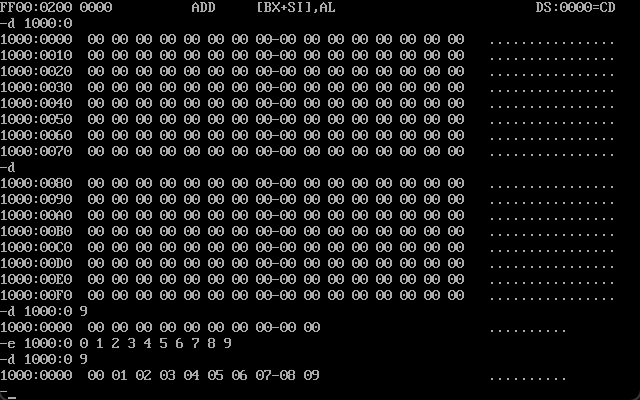 FF00:0200 0000          ADD     [BX+SI],AL                         DS:0000=CD
-d 1000:0
1000:0000  00 00 00 00 00 00 00 00-00 00 00 00 00 00 00 00   ................
1000:0010  00 00 00 00 00 00 00 00-00 00 00 00 00 00 00 00   ................
1000:0020  00 00 00 00 00 00 00 00-00 00 00 00 00 00 00 00   ................
1000:0030  00 00 00 00 00 00 00 00-00 00 00 00 00 00 00 00   ................
1000:0040  00 00 00 00 00 00 00 00-00 00 00 00 00 00 00 00   ................
1000:0050  00 00 00 00 00 00 00 00-00 00 00 00 00 00 00 00   ................
1000:0060  00 00 00 00 00 00 00 00-00 00 00 00 00 00 00 00   ................
1000:0070  00 00 00 00 00 00 00 00-00 00 00 00 00 00 00 00   ................
-d
1000:0080  00 00 00 00 00 00 00 00-00 00 00 00 00 00 00 00   ................
1000:0090  00 00 00 00 00 00 00 00-00 00 00 00 00 00 00 00   ................
1000:00A0  00 00 00 00 00 00 00 00-00 00 00 00 00 00 00 00   ................
1000:00B0  00 00 00 00 00 00 00 00-00 00 00 00 00 00 00 00   ................
1000:00C0  00 00 00 00 00 00 00 00-00 00 00 00 00 00 00 00   ................
1000:00D0  00 00 00 00 00 00 00 00-00 00 00 00 00 00 00 00   ................
1000:00E0  00 00 00 00 00 00 00 00-00 00 00 00 00 00 00 00   ................
1000:00F0  00 00 00 00 00 00 00 00-00 00 00 00 00 00 00 00   ................
-d 1000:0 9
1000:0000  00 00 00 00 00 00 00 00-00 00                     ..........
-e 1000:0 0 1 2 3 4 5 6 7 8 9
-d 1000:0 9
1000:0000  00 01 02 03 04 05 06 07-08 09                     ..........
-_